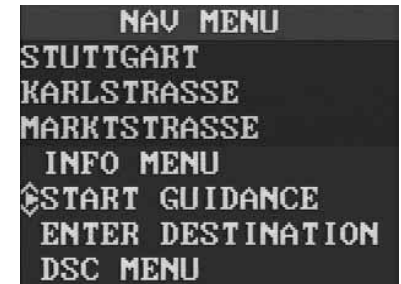 NAV MENU
STUTTGART
KARLSTRASSE
MARKTSTRASSE
INFO MENU
START GUIDANCE
ENTER DESTINATION
DSC MENU